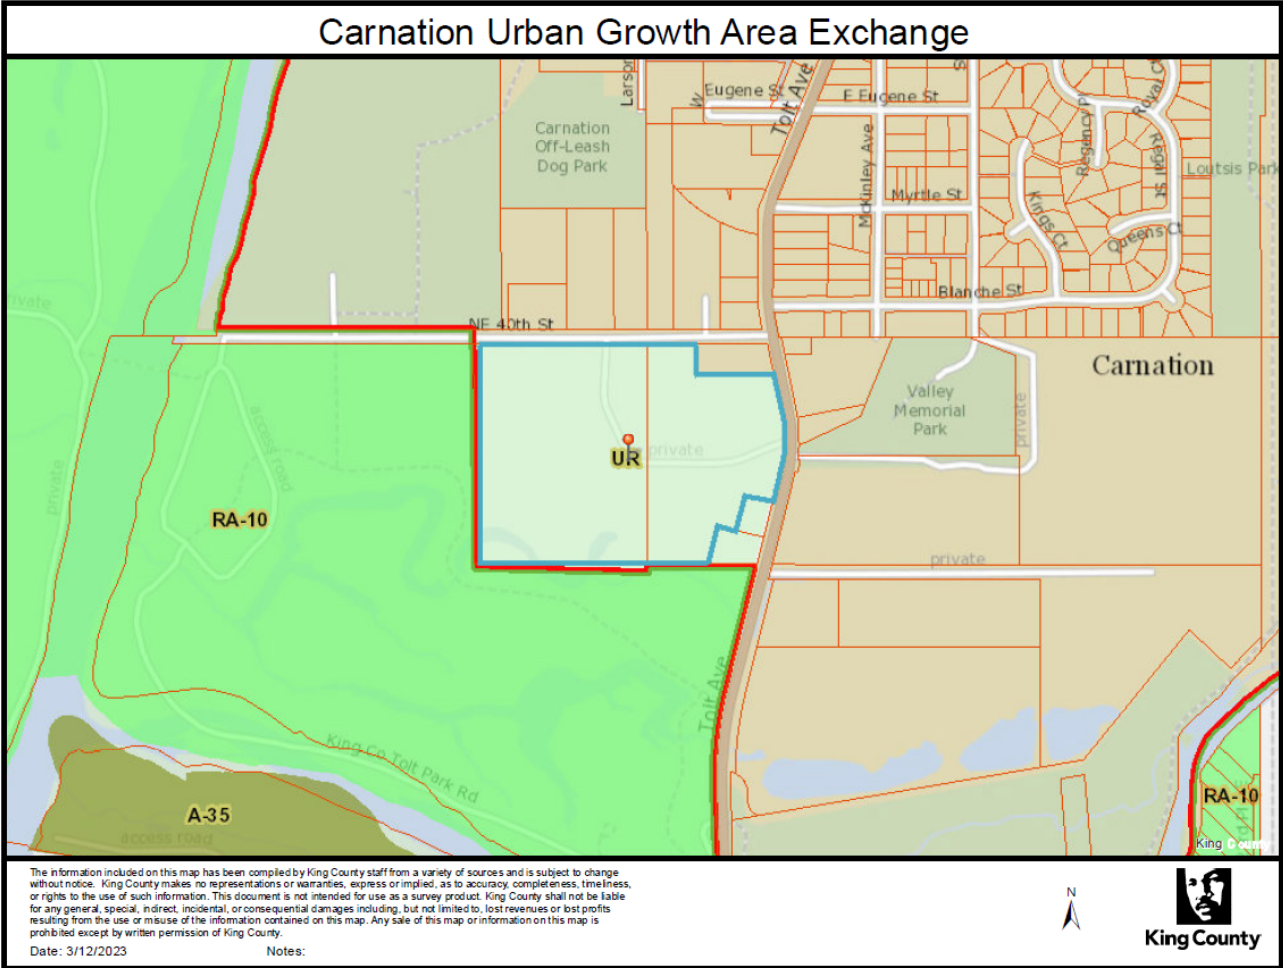 Carnation Urban Growth Area Exchange
Larson
W Eugene St
Tolt Ave
E Eugene St
Regency Pl
Royal Ct
Carnation
Off-Leash
Dog Park
McKinley Ave
Regal St
Loutsis Park
Myrtle St
Kings Ct
Queens Ct
Blanche St
private
NE 40th St
Carnation
Valley
Memorial
Park
private
access road
UR
private
private
RA-10
private
Tolt Ave
King Co Tolt Park Rd
A-35
access road
RA-10
King County
The information included on this map has been compiled by King County staff from a variety of sources and is subject to change
without notice. King County makes no representations or warranties, express or implied, as to accuracy, completeness, timeliness,
or rights to the use of such information. This document is not intended for use as a survey product. King County shall not be liable
for any general, special, indirect, incidental, or consequential damages including, but not limited to, lost revenues or lost profits
resulting from the use or misuse of the information contained on this map. Any sale of this map or information on this map is
prohibited except by written permission of King County.
Date: 3/12/2023
Notes:
N
King County